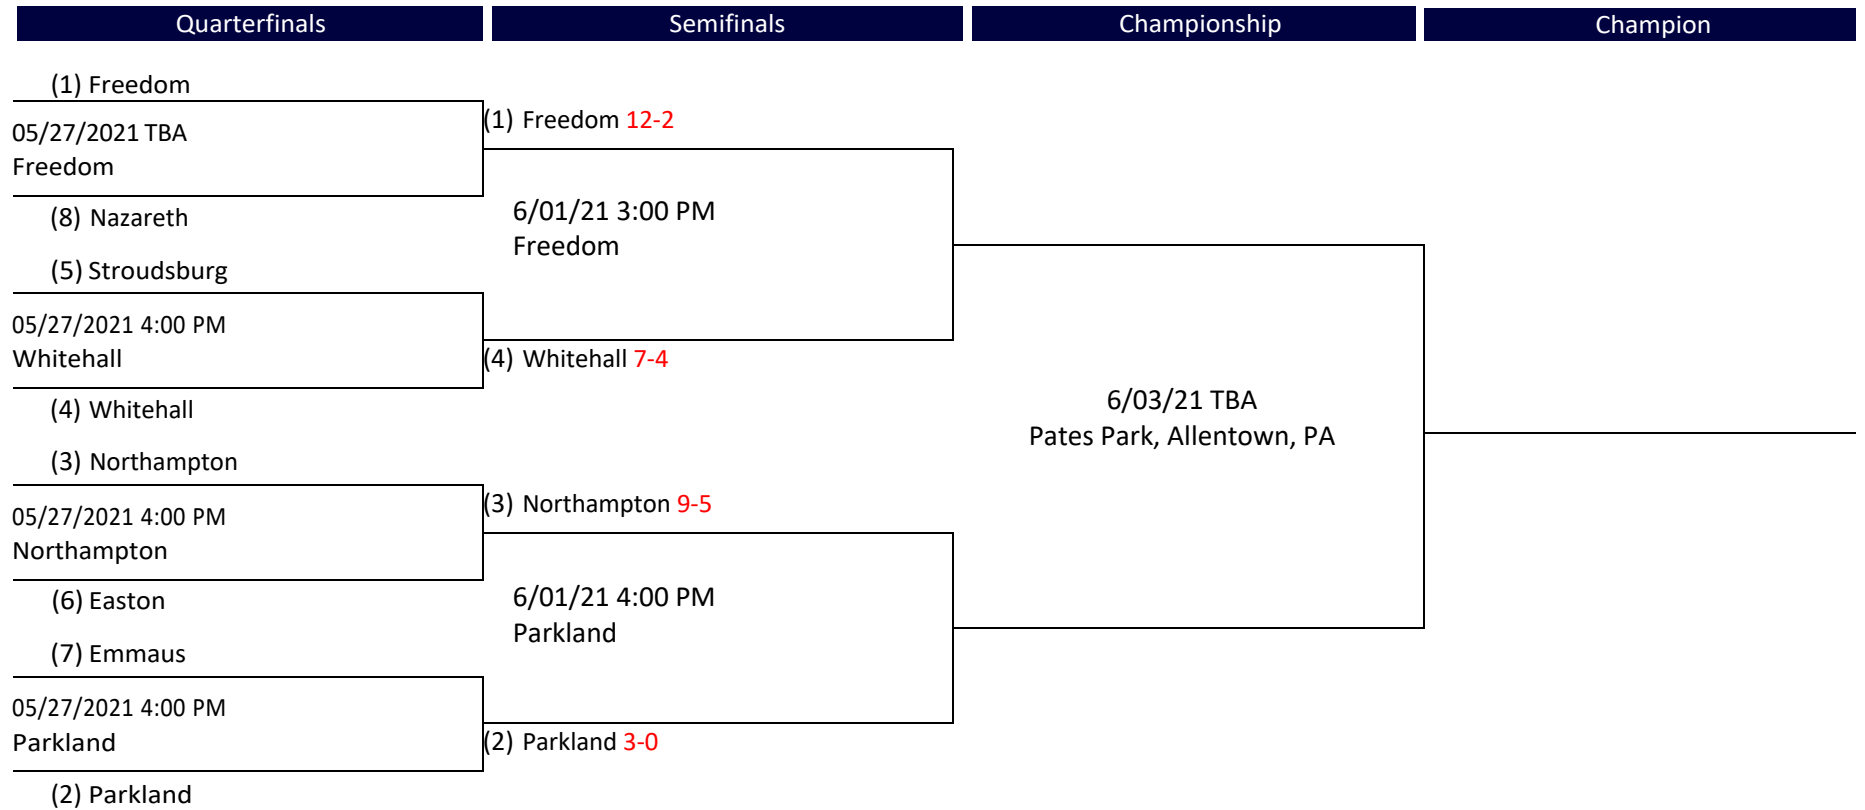 Quarterfinals
Semifinals
Championship
Champion
(1) Freedom
05/27/2021 TBA
Freedom
(8) Nazareth
(5) Stroudsburg
05/27/2021 4:00 PM
Whitehall
(4) Whitehall
(3) Northampton
05/27/2021 4:00 PM
Northampton
(6) Easton
(7) Emmaus
05/27/2021 4:00 PM
Parkland
(2) Parkland
(1) Freedom 12-2
6/01/21 3:00 PM
Freedom
(4) Whitehall 7-4
(3) Northampton 9-5
6/01/21 4:00 PM
Parkland
(2) Parkland 3-0
6/03/21 TBA
Pates Park, Allentown, PA